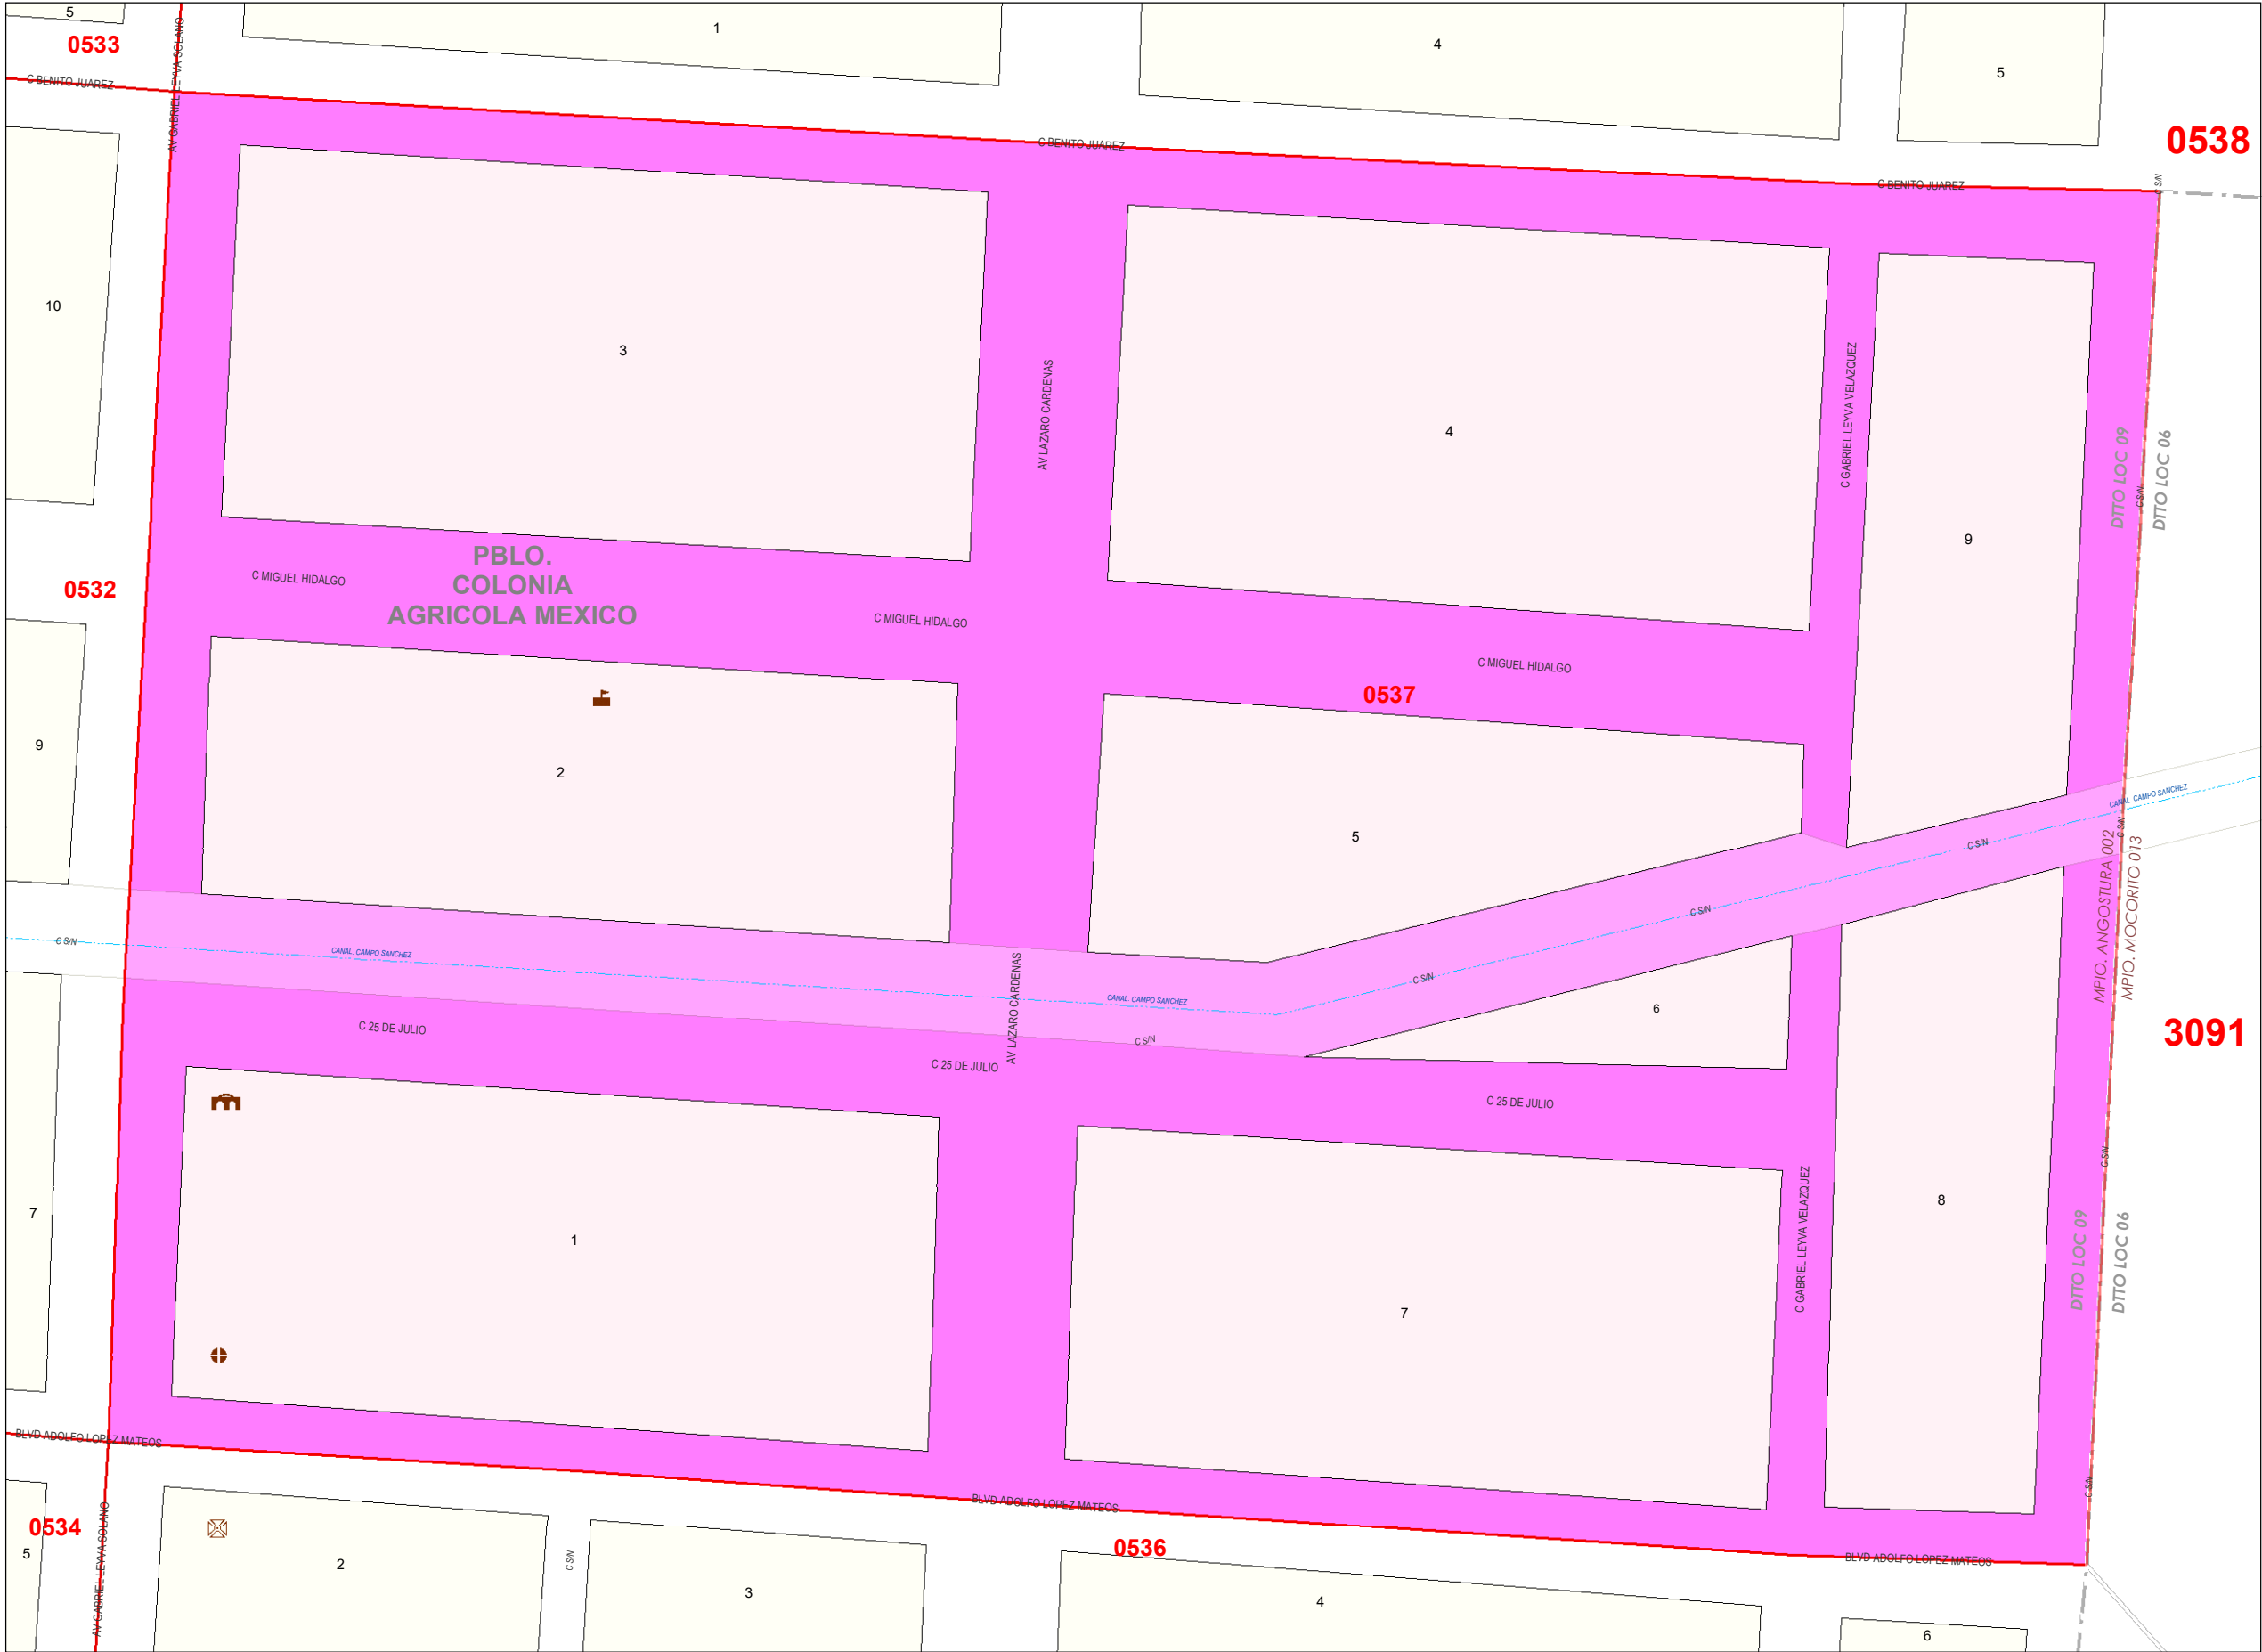 5
0533
AV GABRIEL LEYVA SOLANO
1
4
5
0538
C BENITO JUAREZ
C BENITO JUAREZ
C BENITO JUAREZ
C S/N
10
3
AV LAZARO CARDENAS
4
C GABRIEL LEYVA VELAZQUEZ
9
DTTO LOC 09
C S/N
DTTO LOC 06
0532
C MIGUEL HIDALGO
PBLO.
COLONIA
AGRICOLA MEXICO
C MIGUEL HIDALGO
C MIGUEL HIDALGO
0537
9
2
5
CANAL. CAMPO SANCHEZ
C S/N
C S/N
C S/N
C S/N
MPIO. ANGOSTURA 002
MPIO. MOCORITO 013
C S/N
CANAL. CAMPO SANCHEZ
CANAL. CAMPO SANCHEZ
AV LAZARO CARDENAS
6
C 25 DE JULIO
C S/N
C 25 DE JULIO
C 25 DE JULIO
3091
C S/N
7
1
7
C GABRIEL LEYVA VELAZQUEZ
8
DTTO LOC 09
DTTO LOC 06
BLVD ADOLFO LOPEZ MATEOS
BLVD ADOLFO LOPEZ MATEOS
BLVD ADOLFO LOPEZ MATEOS
C S/N
0534
AV GABRIEL LEYVA SOLANO
5
2
C S/N
3
0536
4
6